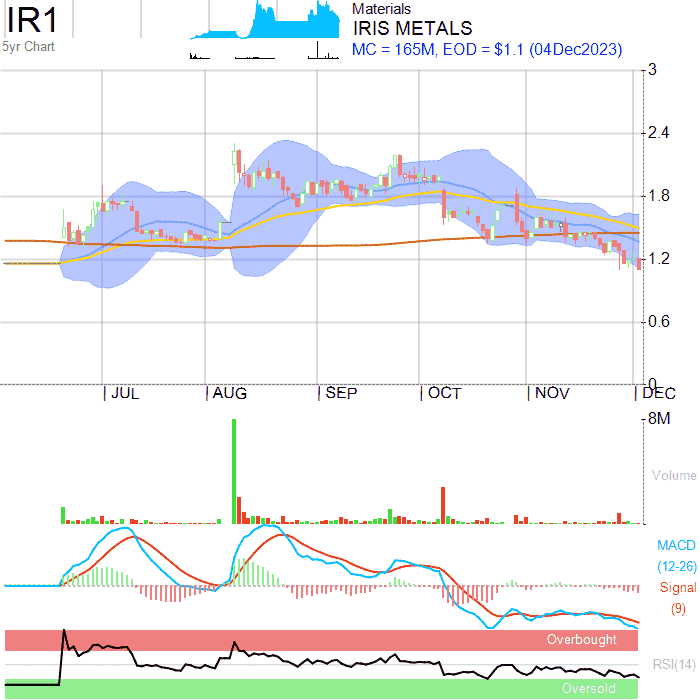 IR1
5yr Chart
Materials
IRIS METALS
MC = 165M, EOD = $1.1 (04Dec2023)
3
2.4
1.8
1.2
0.6
0
JUL AUG SEP OCT NOV DEC
8M
Volume
MACD
(12-26)
Signal
(9)
Overbought
RSI(14)
Oversold